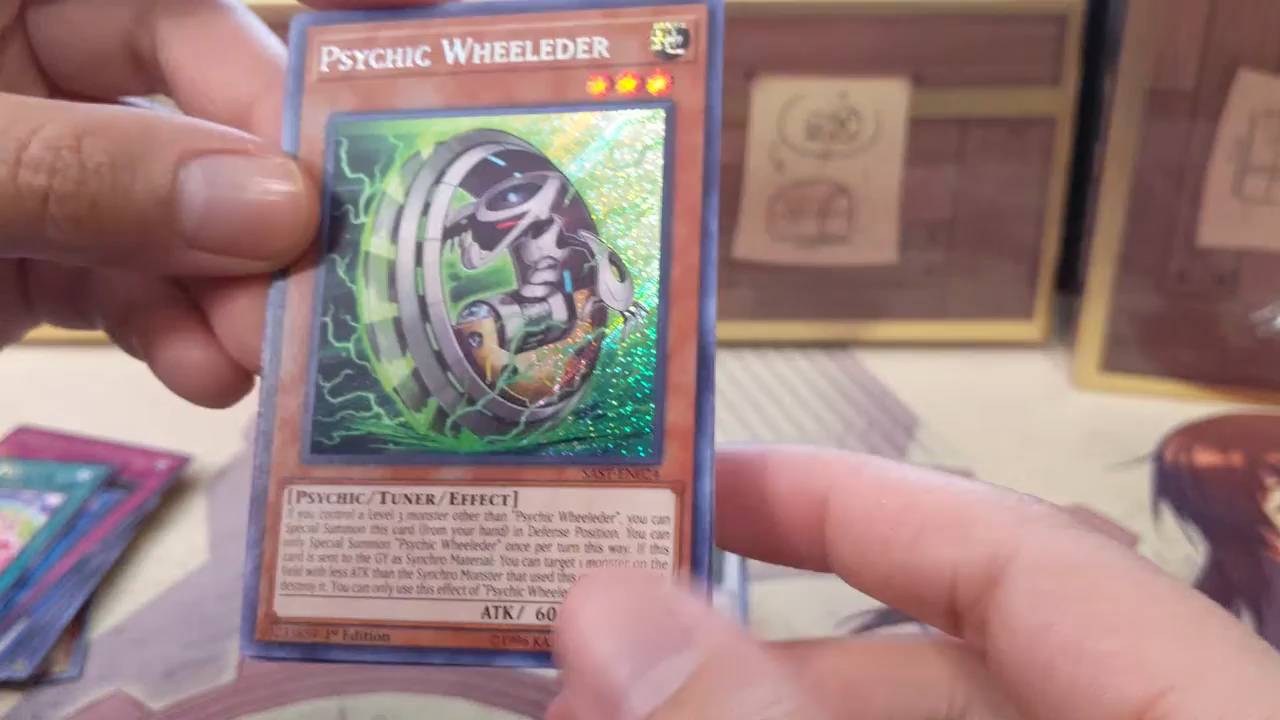 PSYCHIC WHEELEDER
SAST-EN024
[PSYCHIC/TUNER/EFFECT]
If you control a Level 3 monster other than "Psychic Wheeleder", you can
Special Summon this card (from your hand) in Defense Position. You can
only Special Summon "Psychic Wheeleder" once per turn this way. If this
card is sent to the GY as Synchro Material: You can target 1 monster on the
field with less ATK than the Synchro Monster that used this
destroy it. You can only use this effect of "Psychic
ATK/ 60
1st Edition
©1996